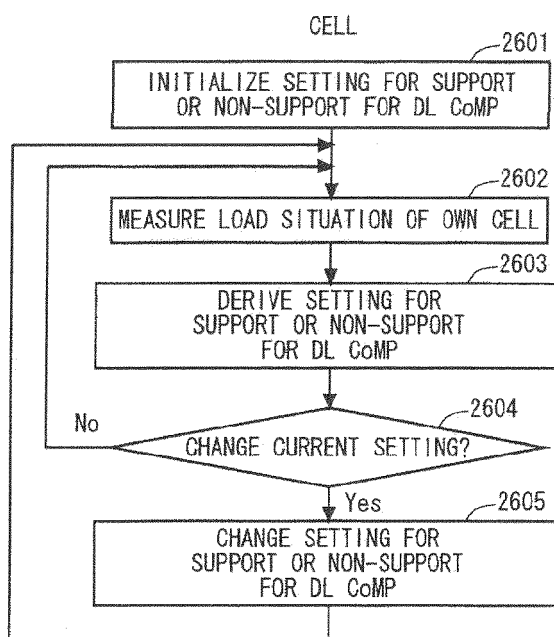 CELL
2601
INITIALIZE SETTING FOR SUPPORT
OR NON-SUPPORT FOR DL CoMP
2602
MEASURE LOAD SITUATION OF OWN CELL
2603
DERIVE SETTING FOR
SUPPORT OR NON-SUPPORT
FOR DL CoMP
2604
No
CHANGE CURRENT SETTING?
Yes
2605
CHANGE SETTING FOR
SUPPORT OR NON-SUPPORT
FOR DL CoMP